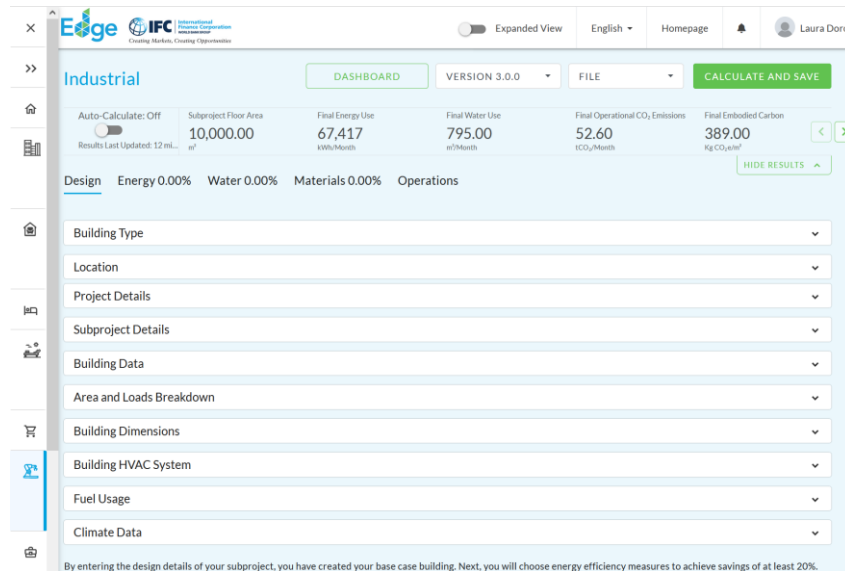 Edge
IFC International Finance Corporation WORLD BANK GROUP
Creating Markets, Creating Opportunities
Expanded View
English
Homepage
Laura Doro
Industrial
DASHBOARD
VERSION 3.0.0
FILE
CALCULATE AND SAVE
Auto-Calculate: Off
Results Last Updated: 12 mi...
Subproject Floor Area
10,000.00
m²
Final Energy Use
67,417
kWh/Month
Final Water Use
795.00
m³/Month
Final Operational CO₂ Emissions
52.60
tCO₂/Month
Final Embodied Carbon
389.00
Kg CO₂e/m²
HIDE RESULTS
Design Energy 0.00% Water 0.00% Materials 0.00% Operations
Building Type
Location
Project Details
Subproject Details
Building Data
Area and Loads Breakdown
Building Dimensions
Building HVAC System
Fuel Usage
Climate Data
By entering the design details of your subproject, you have created your base case building. Next, you will choose energy efficiency measures to achieve savings of at least 20%.